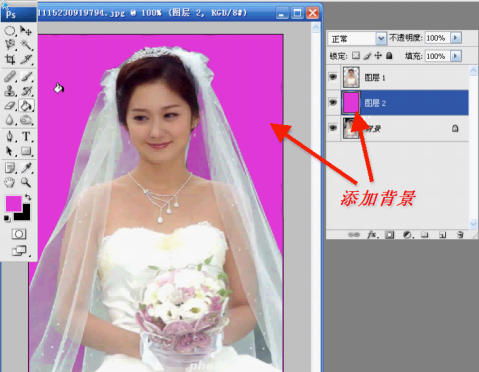 Ps
1115230919794.jpg @ 100% (图层 2, RGB/8#)
正常 不透明度: 100%
锁定: 填充: 100%
图层 1
图层 2
背景
添加背景
T
fx